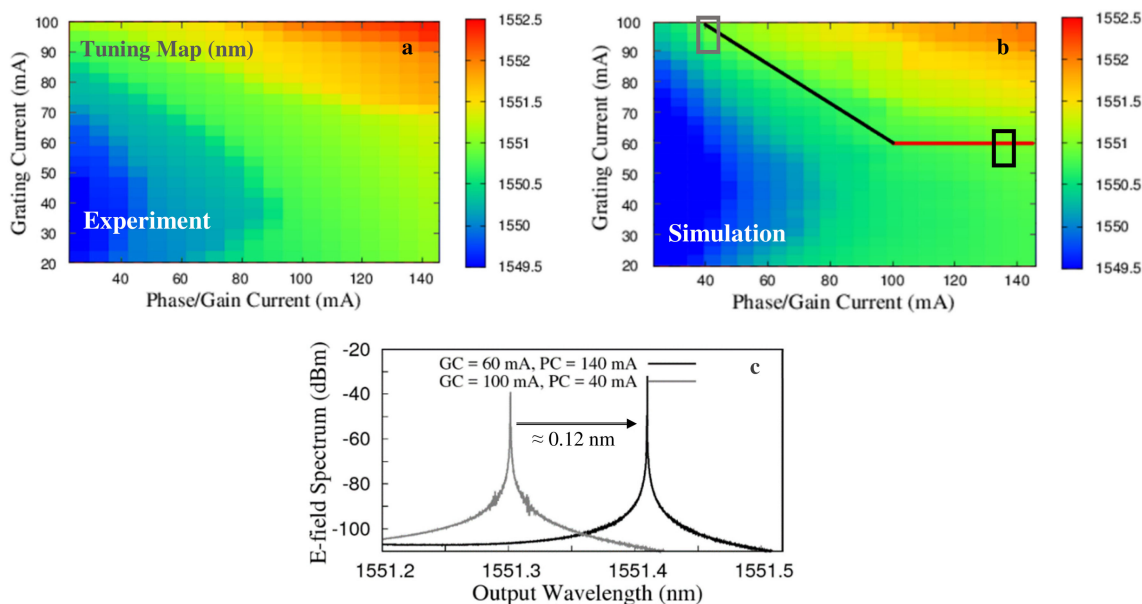 Tuning Map (nm)
a
Experiment
Grating Current (mA)
100
90
80
70
60
50
40
30
20
40 60 80 100 120 140
Phase/Gain Current (mA)
1552.5
1552
1551.5
1551
1550.5
1550
1549.5
b
Simulation
Grating Current (mA)
100
90
80
70
60
50
40
30
20
40 60 80 100 120 140
Phase/Gain Current (mA)
1552.5
1552
1551.5
1551
1550.5
1550
1549.5
GC = 60 mA, PC = 140 mA
GC = 100 mA, PC = 40 mA
c
≈ 0.12 nm
E-field Spectrum (dBm)
-20
-40
-60
-80
-100
1551.2 1551.3 1551.4 1551.5
Output Wavelength (nm)